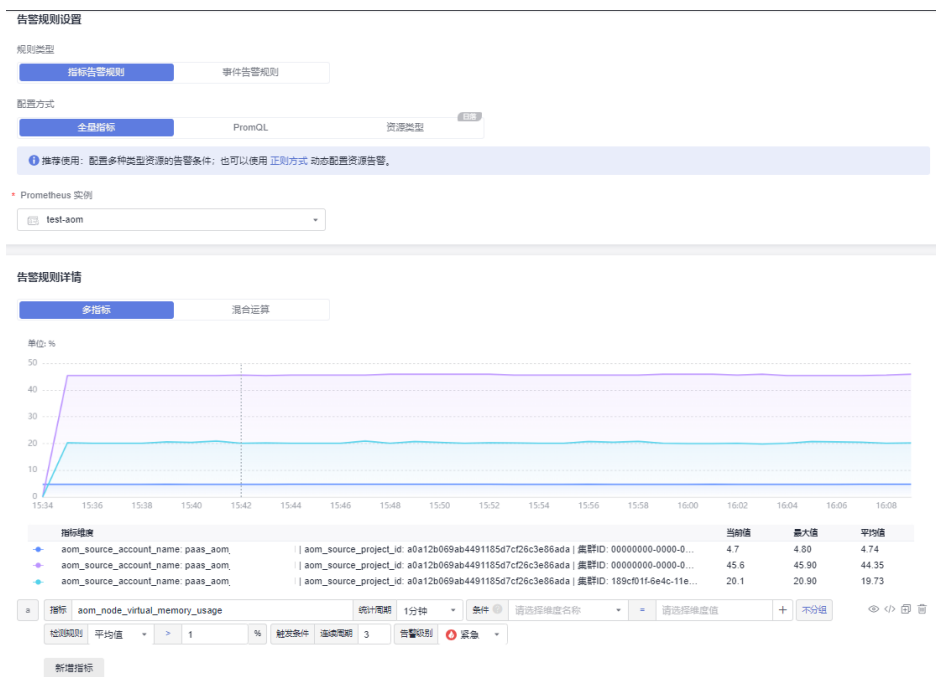 告警规则设置
规则类型
指标告警规则 事件告警规则
配置方式
全量指标 PromQL 资源类型 日落
推荐使用：配置多种类型资源的告警条件；也可以使用 正则方式 动态配置资源告警。
* Prometheus 实例
test-aom
告警规则详情
多指标 混合运算
单位: %
50
40
30
20
10
0
15:34 15:36 15:38 15:40 15:42 15:44 15:46 15:48 15:50 15:52 15:54 15:56 15:58 16:00 16:02 16:04 16:06 16:08
指标维度 当前值 最大值 平均值
aom_source_account_name: paas_aom_ | aom_source_project_id: a0a12b069ab4491185d7cf26c3e86ada | 集群ID: 00000000-0000-0... 4.7 4.80 4.74
aom_source_account_name: paas_aom_ | aom_source_project_id: a0a12b069ab4491185d7cf26c3e86ada | 集群ID: 00000000-0000-0... 45.6 45.90 44.35
aom_source_account_name: paas_aom_ | aom_source_project_id: a0a12b069ab4491185d7cf26c3e86ada | 集群ID: 189cf01f-6e4c-11e... 20.1 20.90 19.73
a 指标 aom_node_virtual_memory_usage 统计周期 1分钟 条件 请选择维度名称 = 请选择维度值 + 不分组
检测规则 平均值 > 1 % 触发条件 连续周期 3 告警级别 紧急
新增指标